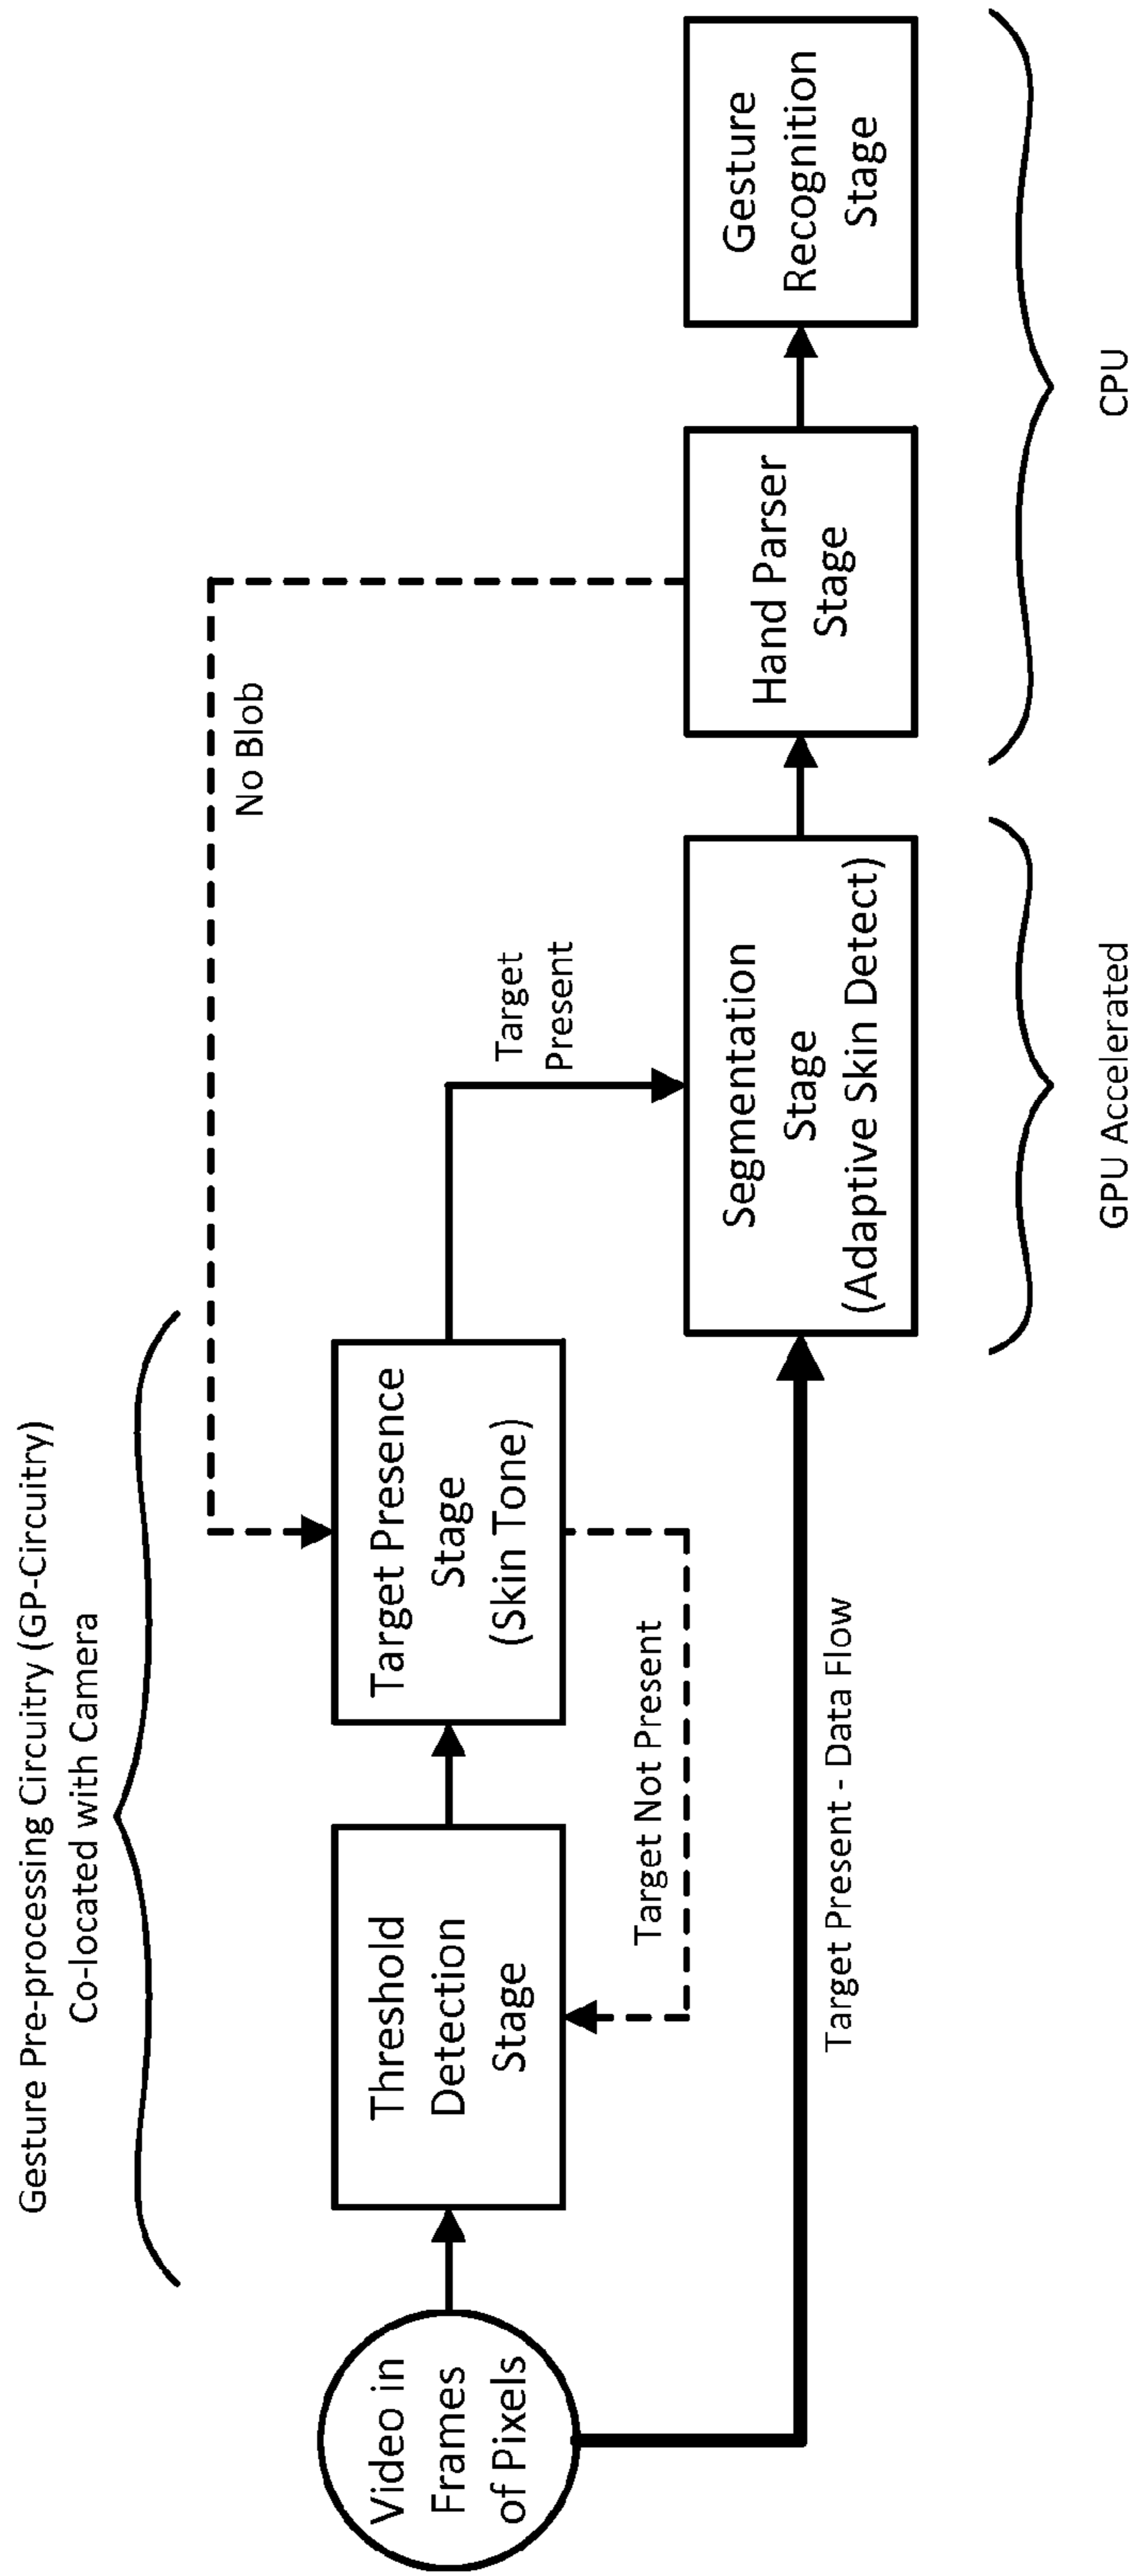 Gesture Pre-processing Circuitry (GP-Circuitry)
Co-located with Camera
No Blob
Video in
Frames
of Pixels
Threshold
Detection
Stage
Target Presence
Stage
(Skin Tone)
Target
Present
Target Not Present
Segmentation
Stage
(Adaptive Skin Detect)
Hand Parser
Stage
Gesture
Recognition
Stage
Target Present - Data Flow
GPU Accelerated
CPU